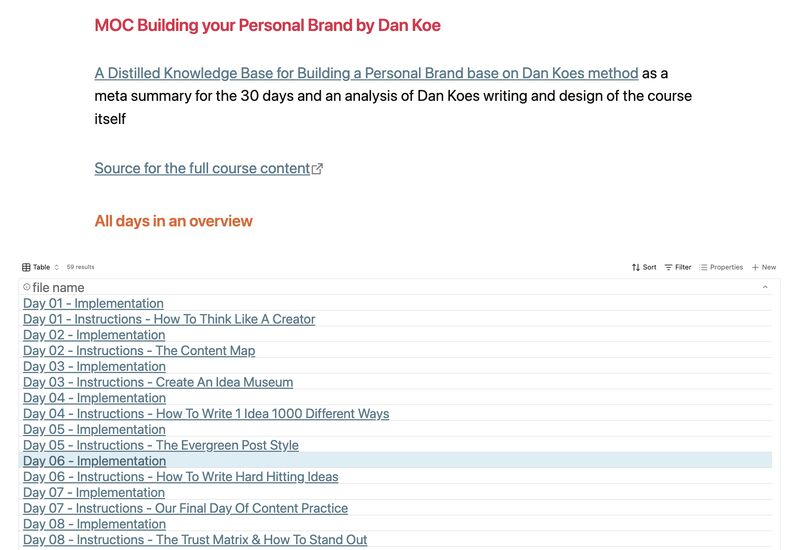 MOC Building your Personal Brand by Dan Koe
A Distilled Knowledge Base for Building a Personal Brand base on Dan Koes method as a
meta summary for the 30 days and an analysis of Dan Koes writing and design of the course
itself
Source for the full course content
All days in an overview
Table 59 results Sort Filter Properties New
file name
Day 01 - Implementation
Day 01 - Instructions - How To Think Like A Creator
Day 02 - Implementation
Day 02 - Instructions - The Content Map
Day 03 - Implementation
Day 03 - Instructions - Create An Idea Museum
Day 04 - Implementation
Day 04 - Instructions - How To Write 1 Idea 1000 Different Ways
Day 05 - Implementation
Day 05 - Instructions - The Evergreen Post Style
Day 06 - Implementation
Day 06 - Instructions - How To Write Hard Hitting Ideas
Day 07 - Implementation
Day 07 - Instructions - Our Final Day Of Content Practice
Day 08 - Implementation
Day 08 - Instructions - The Trust Matrix & How To Stand Out